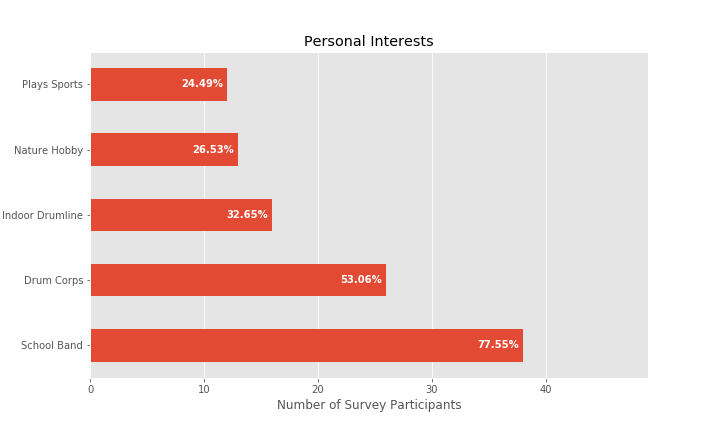 Personal Interests
Plays Sports
24.49%
Nature Hobby
26.53%
Indoor Drumline
32.65%
Drum Corps
53.06%
School Band
77.55%
0 10 20 30 40
Number of Survey Participants